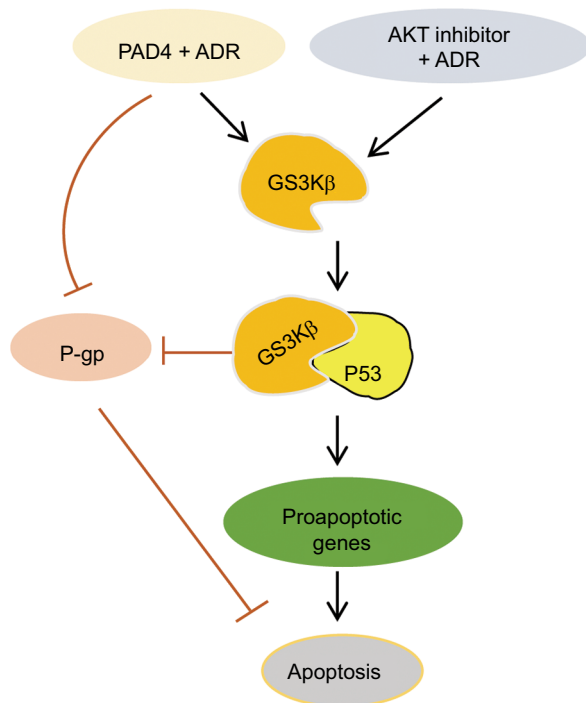 PAD4 + ADR
AKT inhibitor
+ ADR
GS3Kβ
GS3Kβ
P53
P-gp
Proapoptotic
genes
Apoptosis